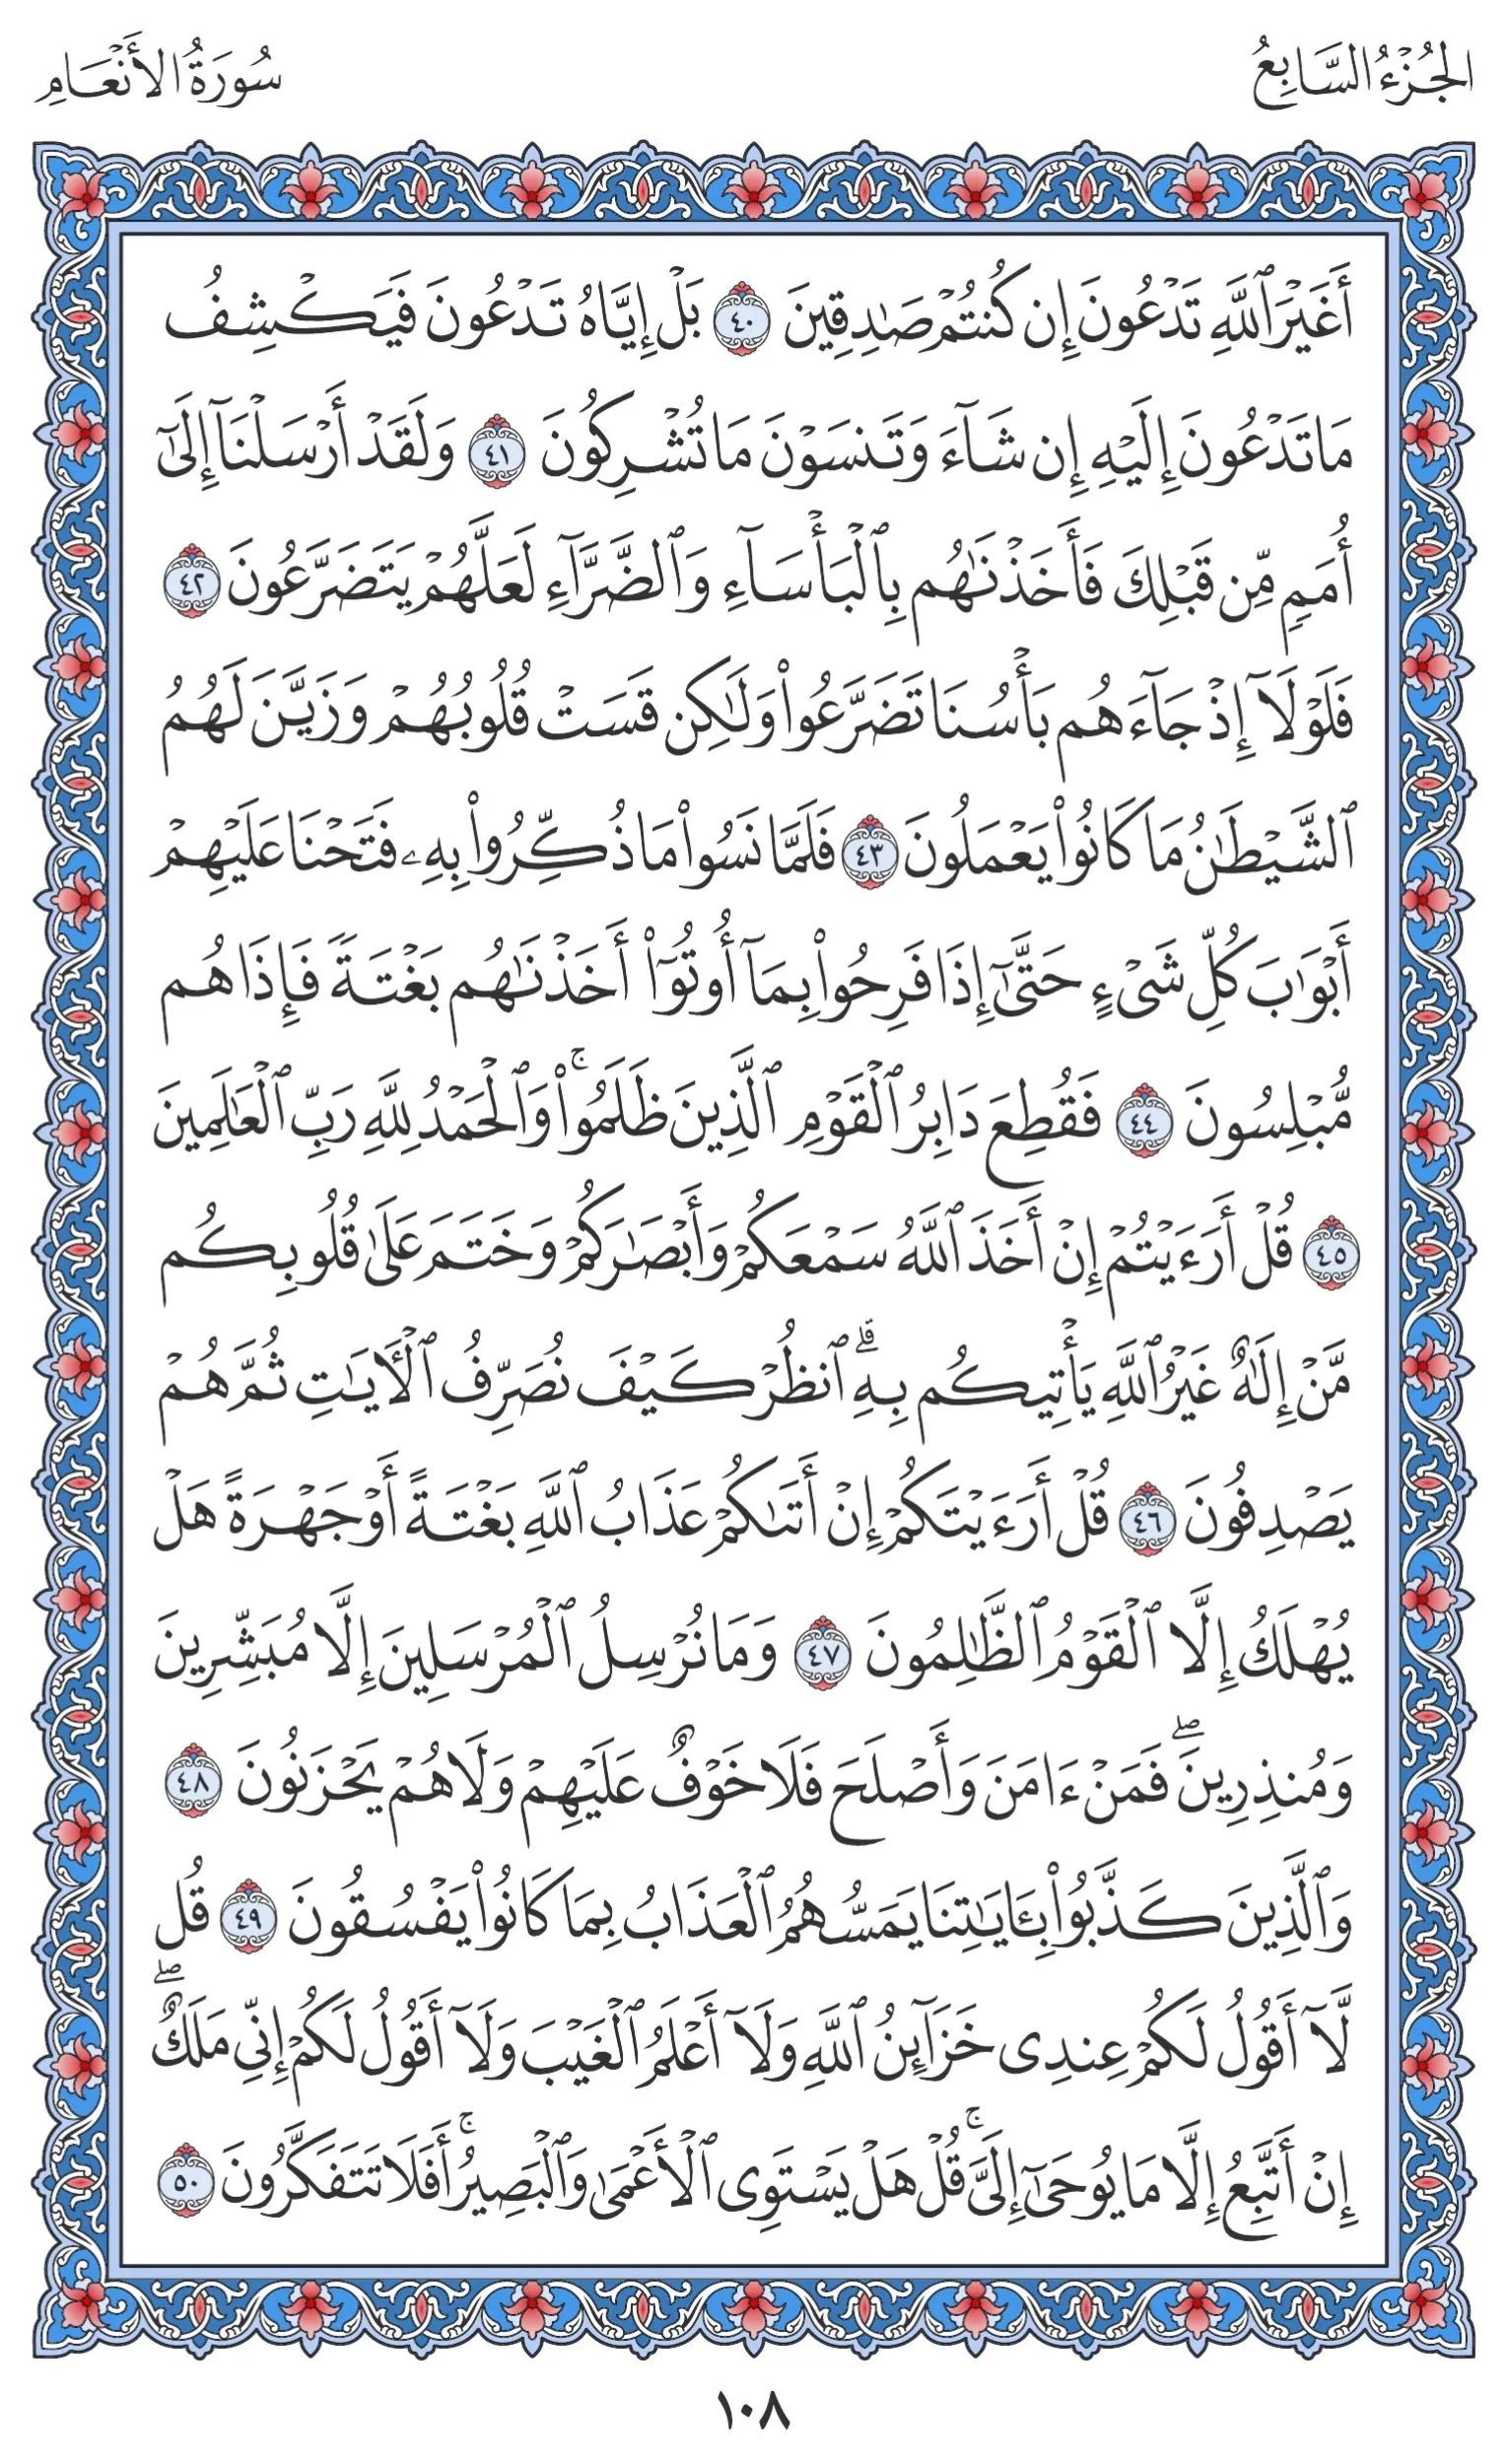 الجُزْءُ السَّابِعُ
سُورَةُ الأَنْعَامِ
أَغَيْرَ ٱللَّهِ تَدْعُونَ إِن كُنتُمْ صَٰدِقِينَ ٤٠ بَلْ إِيَّاهُ تَدْعُونَ فَيَكْشِفُ
مَا تَدْعُونَ إِلَيْهِ إِن شَآءَ وَتَنسَوْنَ مَا تُشْرِكُونَ ٤١ وَلَقَدْ أَرْسَلْنَآ إِلَىٰٓ
أُمَمٍ مِّن قَبْلِكَ فَأَخَذْنَٰهُم بِٱلْبَأْسَآءِ وَٱلضَّرَّآءِ لَعَلَّهُمْ يَتَضَرَّعُونَ ٤٢
فَلَوْلَآ إِذْ جَآءَهُم بَأْسُنَا تَضَرَّعُوا۟ وَلَٰكِن قَسَتْ قُلُوبُهُمْ وَزَيَّنَ لَهُمُ
ٱلشَّيْطَٰنُ مَا كَانُوا۟ يَعْمَلُونَ ٤٣ فَلَمَّا نَسُوا۟ مَا ذُكِّرُوا۟ بِهِۦ فَتَحْنَا عَلَيْهِمْ
أَبْوَٰبَ كُلِّ شَىْءٍ حَتَّىٰٓ إِذَا فَرِحُوا۟ بِمَآ أُوتُوٓا۟ أَخَذْنَٰهُم بَغْتَةً فَإِذَا هُم
مُّبْلِسُونَ ٤٤ فَقُطِعَ دَابِرُ ٱلْقَوْمِ ٱلَّذِينَ ظَلَمُوا۟ ۚ وَٱلْحَمْدُ لِلَّهِ رَبِّ ٱلْعَٰلَمِينَ
٤٥ قُلْ أَرَءَيْتُمْ إِنْ أَخَذَ ٱللَّهُ سَمْعَكُمْ وَأَبْصَٰرَكُمْ وَخَتَمَ عَلَىٰ قُلُوبِكُم
مَّنْ إِلَٰهٌ غَيْرُ ٱللَّهِ يَأْتِيكُم بِهِ ۗ ٱنظُرْ كَيْفَ نُصَرِّفُ ٱلْـَٔايَٰتِ ثُمَّ هُمْ
يَصْدِفُونَ ٤٦ قُلْ أَرَءَيْتَكُمْ إِنْ أَتَىٰكُمْ عَذَابُ ٱللَّهِ بَغْتَةً أَوْ جَهْرَةً هَلْ
يُهْلَكُ إِلَّا ٱلْقَوْمُ ٱلظَّٰلِمُونَ ٤٧ وَمَا نُرْسِلُ ٱلْمُرْسَلِينَ إِلَّا مُبَشِّرِينَ
وَمُنذِرِينَ ۖ فَمَنْ ءَامَنَ وَأَصْلَحَ فَلَا خَوْفٌ عَلَيْهِمْ وَلَا هُمْ يَحْزَنُونَ ٤٨
وَٱلَّذِينَ كَذَّبُوا۟ بِـَٔايَٰتِنَا يَمَسُّهُمُ ٱلْعَذَابُ بِمَا كَانُوا۟ يَفْسُقُونَ ٤٩ قُل
لَّآ أَقُولُ لَكُمْ عِندِى خَزَآئِنُ ٱللَّهِ وَلَآ أَعْلَمُ ٱلْغَيْبَ وَلَآ أَقُولُ لَكُمْ إِنِّى مَلَكٌ ۖ
إِنْ أَتَّبِعُ إِلَّا مَا يُوحَىٰٓ إِلَىَّ ۚ قُلْ هَلْ يَسْتَوِى ٱلْأَعْمَىٰ وَٱلْبَصِيرُ ۚ أَفَلَا تَتَفَكَّرُونَ ٥٠
١٠٨